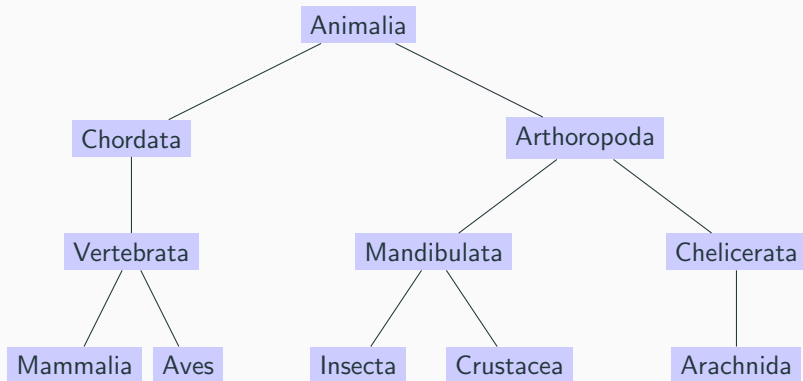 Animalia
Chordata Arthoropoda
Vertebrata Mandibulata Chelicerata
Mammalia Aves Insecta Crustacea Arachnida